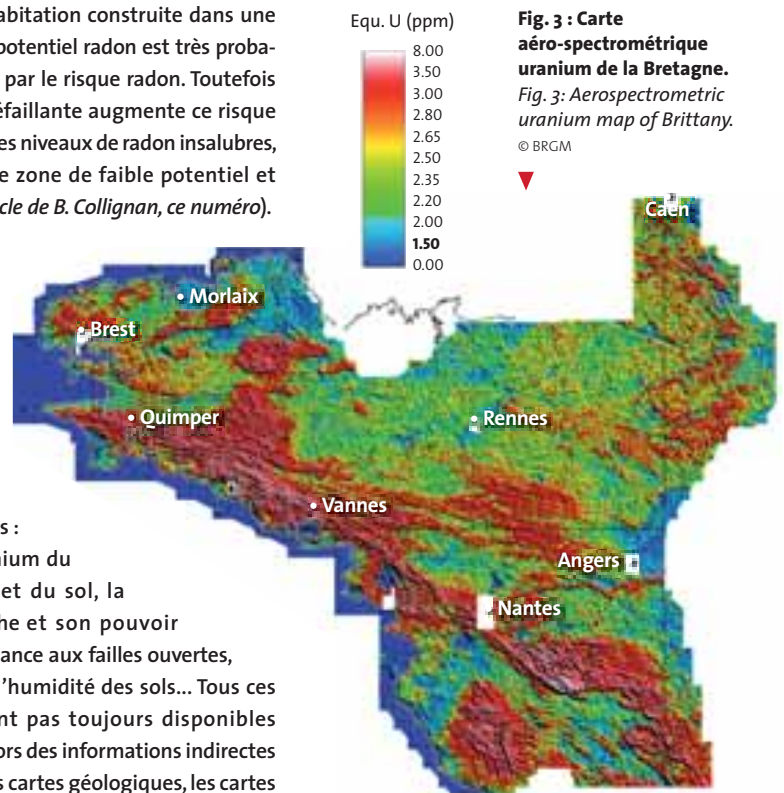 abitation construite dans une
potentiel radon est très proba-
par le risque radon. Toutefois
éfaillante augmente ce risque
es niveaux de radon insalubres,
e zone de faible potentiel et
cle de B. Collignan, ce numéro).
Equ. U (ppm)
8.00
3.50
3.00
2.80
2.65
2.50
2.35
2.20
2.00
1.50
0.00
Fig. 3 : Carte
aéro-spectrométrique
uranium de la Bretagne.
Fig. 3: Aerospectrometric
uranium map of Brittany.
© BRGM
Caen
• Morlaix
• Brest
• Quimper
• Rennes
• Vannes
Angers
Nantes
s :
nium du
et du sol, la
he et son pouvoir
ance aux failles ouvertes,
'humidité des sols... Tous ces
nt pas toujours disponibles
ors des informations indirectes
s cartes géologiques, les cartes